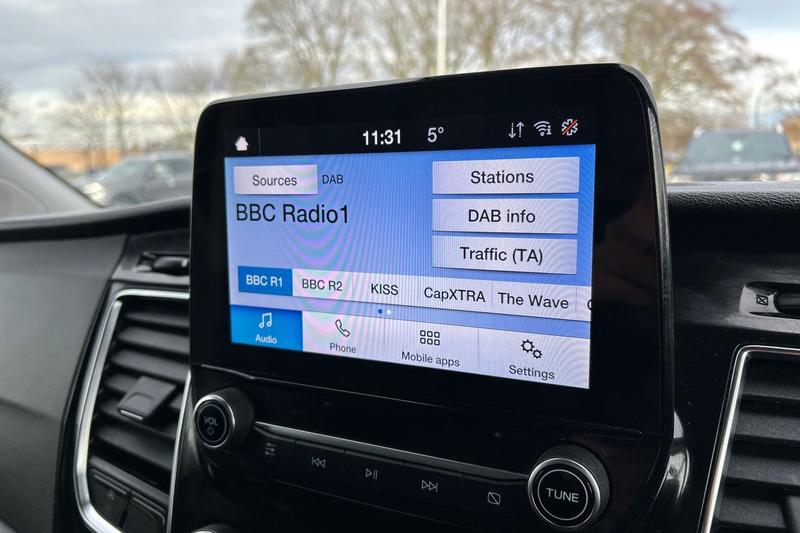 11:31 5°
Sources DAB
Stations
BBC Radio1
DAB info
Traffic (TA)
BBC R1 BBC R2 KISS CapXTRA The Wave
Audio Phone Mobile apps Settings
VOL
TUNE